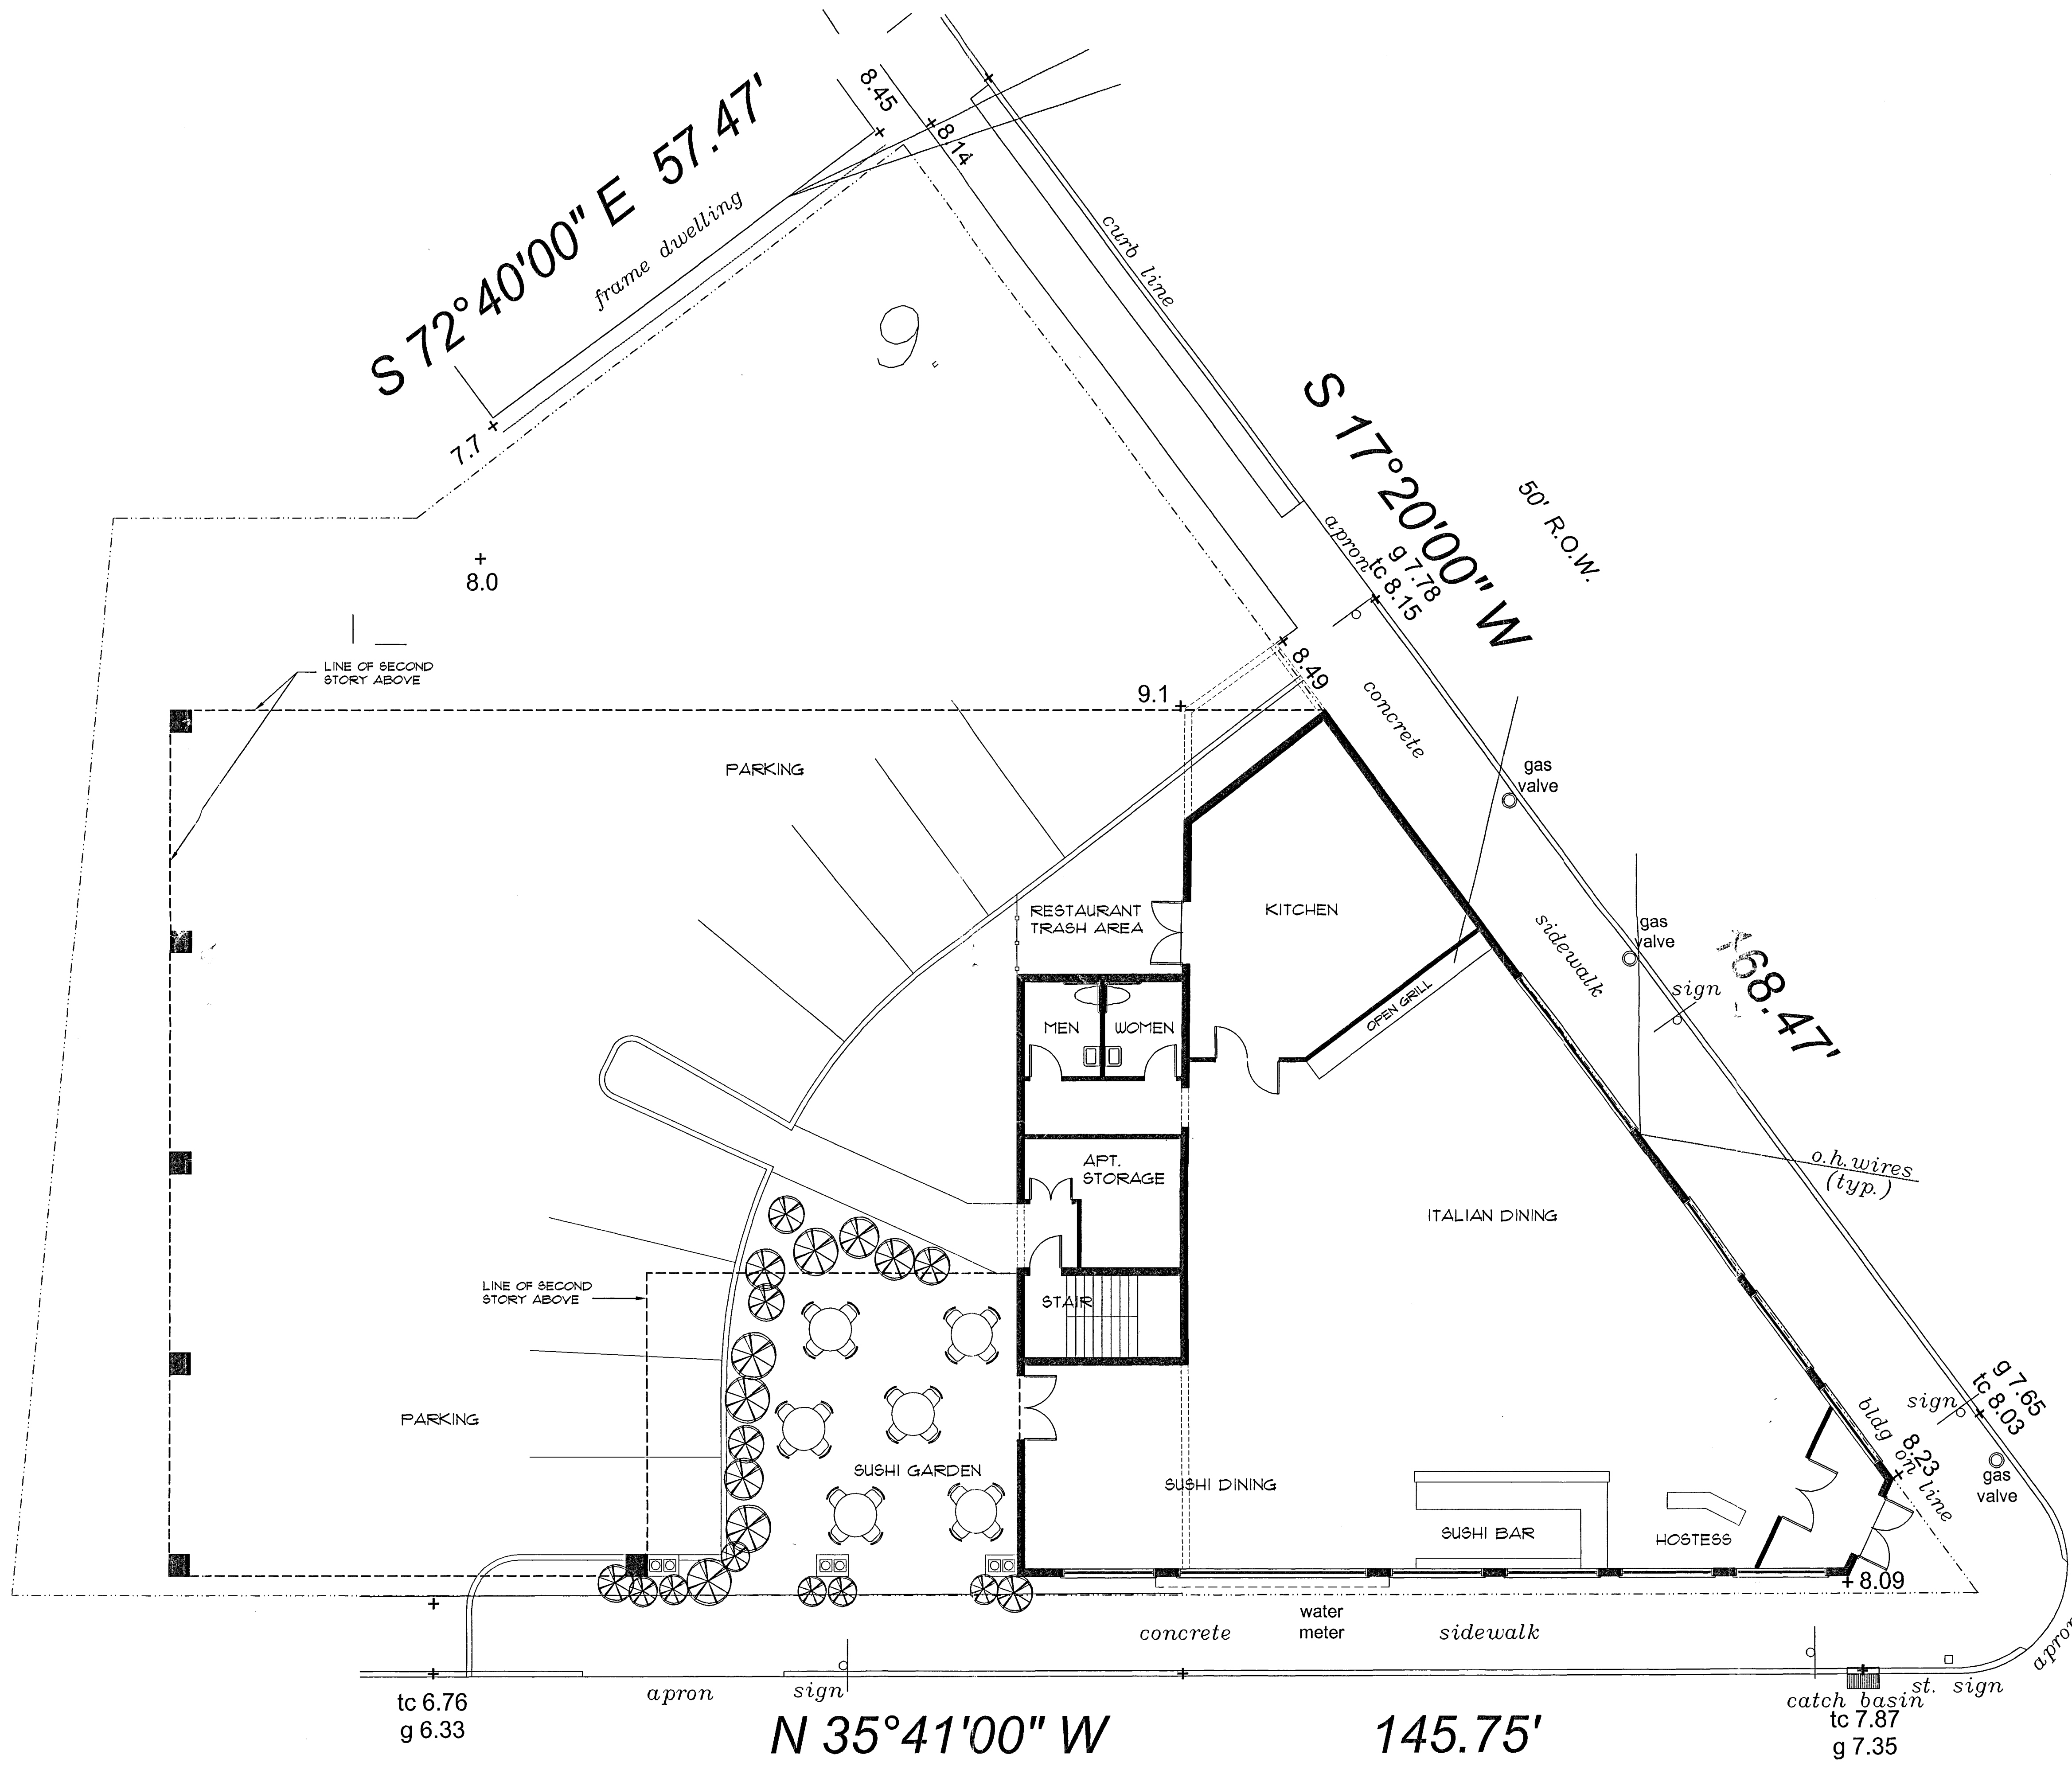 8.45
8.14
S 72°40'00" E 57.47'
frame dwelling
curb line
9
E
7.7
S 17°20'00" W
50' R.O.W.
apron
g 7.78
tc 8.15
8.0
LINE OF SECOND
STORY ABOVE
8.49
9.1
concrete
PARKING
gas
valve
RESTAURANT
TRASH AREA
KITCHEN
sidewalk
gas
valve
68.47'
sign
OPEN GRILL
MEN
WOMEN
o.h.wires
(typ.)
APT.
STORAGE
ITALIAN DINING
LINE OF SECOND
STORY ABOVE
STAIR
g 7.65
tc 8.03
sign
bldg on line
8.23
PARKING
SUSHI GARDEN
SUSHI DINING
gas
valve
SUSHI BAR
HOSTESS
8.09
water
meter
concrete
sidewalk
apron
tc 6.76
g 6.33
apron
sign
catch basin
st. sign
tc 7.87
g 7.35
N 35°41'00" W 145.75'